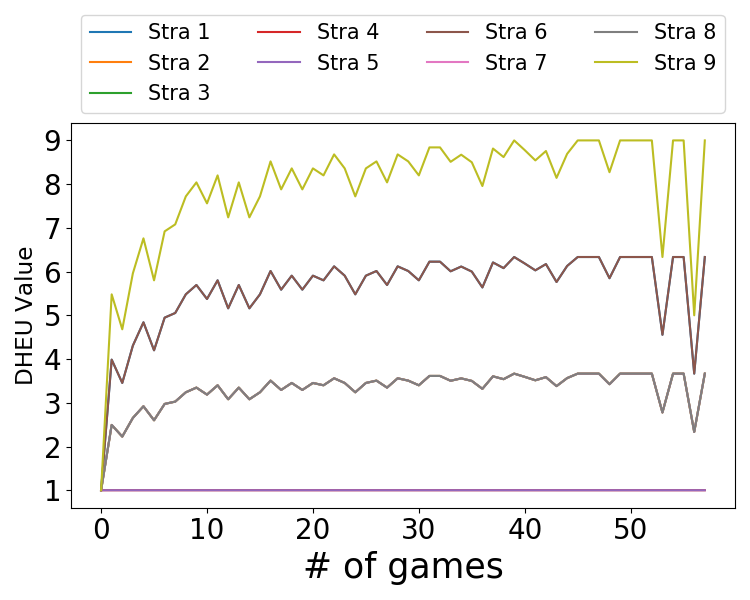 Stra 1 Stra 4 Stra 6 Stra 8
Stra 2 Stra 5 Stra 7 Stra 9
Stra 3
9
8
7
6
5
4
3
2
1
DHEU Value
0 10 20 30 40 50
# of games